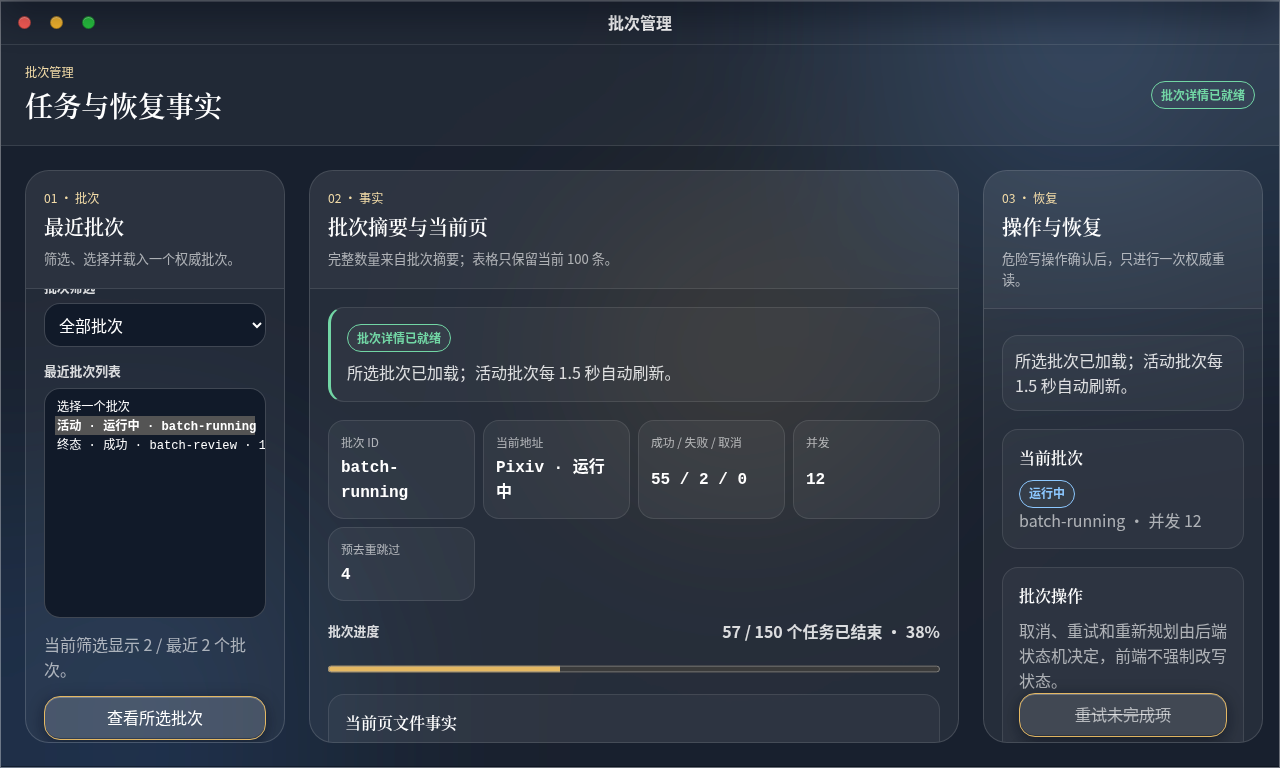 批次管理
批次管理
任务与恢复事实
批次详情已就绪
01 • 批次
最近批次
筛选、选择并载入一个权威批次。
批次筛选
全部批次
最近批次列表
选择一个批次
活动 · 运行中 · batch-running
终态 · 成功 · batch-review · 1
当前筛选显示 2 / 最近 2 个批
次。
查看所选批次
02 • 事实
批次摘要与当前页
完整数量来自批次摘要；表格只保留当前 100 条。
批次详情已就绪
所选批次已加载；活动批次每 1.5 秒自动刷新。
批次 ID
batch-
running
当前地址
Pixiv · 运行
中
成功 / 失败 / 取消
55 / 2 / 0
并发
12
预去重跳过
4
批次进度
57 / 150 个任务已结束 • 38%
当前页文件事实
03 • 恢复
操作与恢复
危险写操作确认后，只进行一次权威重
读。
所选批次已加载；活动批次每
1.5 秒自动刷新。
当前批次
运行中
batch-running • 并发 12
批次操作
取消、重试和重新规划由后端
状态机决定，前端不强制改写
状态。
重试未完成项